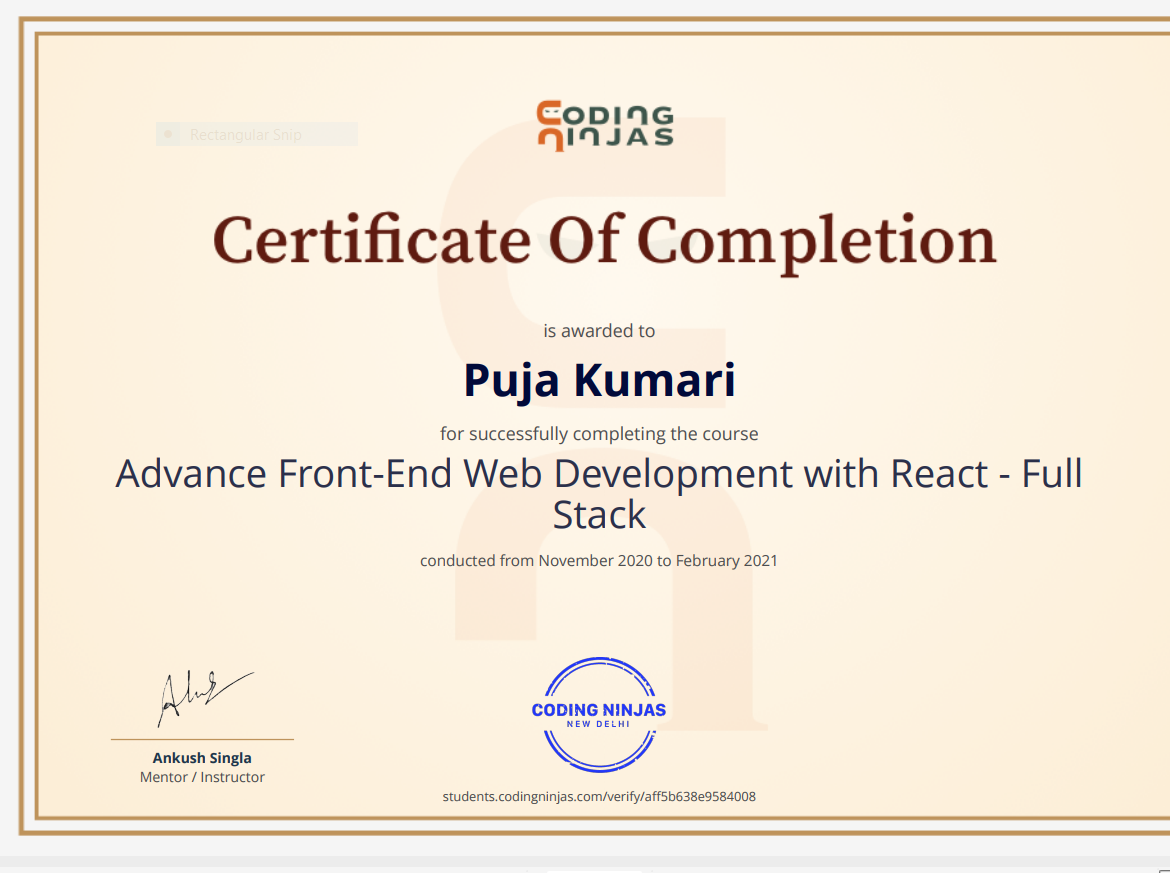 CODING
NINJAS
Rectangular Snip
Certificate Of Completion
is awarded to
Puja Kumari
for successfully completing the course
Advance Front-End Web Development with React - Full
Stack
conducted from November 2020 to February 2021
CODING NINJAS
NEW DELHI
Ankush Singla
Mentor / Instructor
students.codingninjas.com/verify/aff5b638e9584008